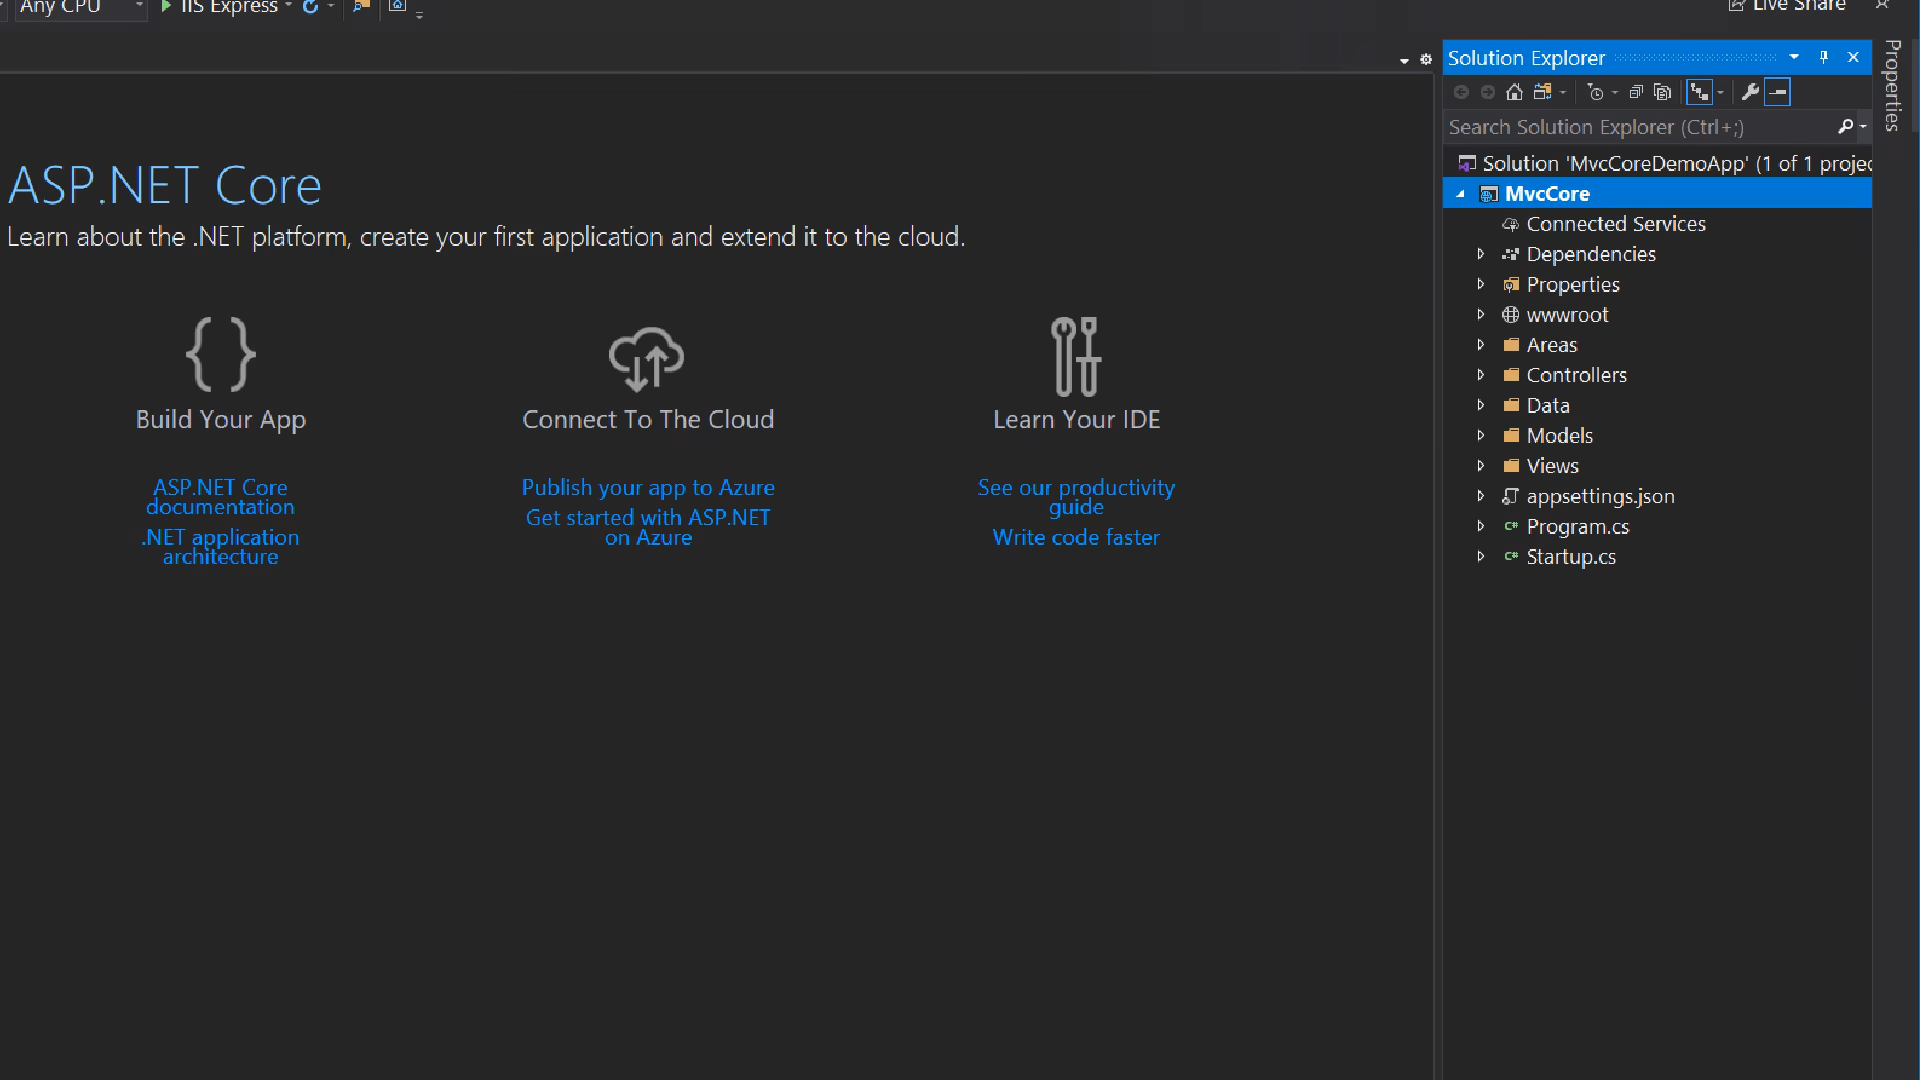 Any CPU
IIS Express
Live Share
Solution Explorer
Properties
Search Solution Explorer (Ctrl+;)
Solution 'MvcCoreDemoApp' (1 of 1 projec
MvcCore
Connected Services
Dependencies
Properties
wwwroot
Areas
Controllers
Data
Models
Views
appsettings.json
C# Program.cs
C# Startup.cs
ASP.NET Core
Learn about the .NET platform, create your first application and extend it to the cloud.
Build Your App
ASP.NET Core
documentation
.NET application
architecture
Connect To The Cloud
Publish your app to Azure
Get started with ASP.NET
on Azure
Learn Your IDE
See our productivity
guide
Write code faster